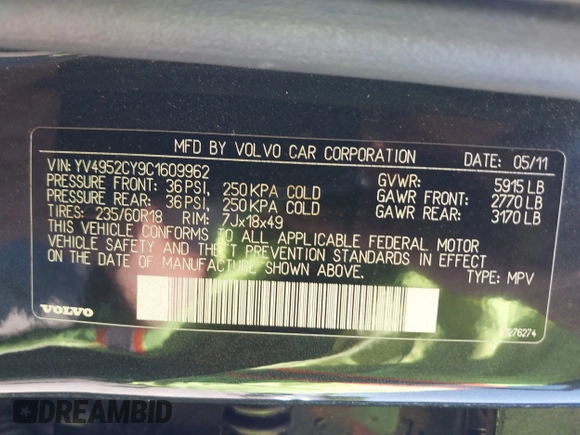 MFD BY VOLVO CAR CORPORATION DATE: 05/11
VIN: YV4952CY9C1609962
PRESSURE FRONT: 36 PSI, 250 KPA COLD
PRESSURE REAR: 36 PSI, 250 KPA COLD
TIRES: 235/60R18 RIM: 7Jx18x49
GVWR: 5915 LB
GAWR FRONT: 2770 LB
GAWR REAR: 3170 LB
THIS VEHICLE CONFORMS TO ALL APPLICABLE FEDERAL MOTOR
VEHICLE SAFETY AND THEFT PREVENTION STANDARDS IN EFFECT
ON THE DATE OF MANUFACTURE SHOWN ABOVE.
TYPE: MPV
VOLVO
DREAMBID